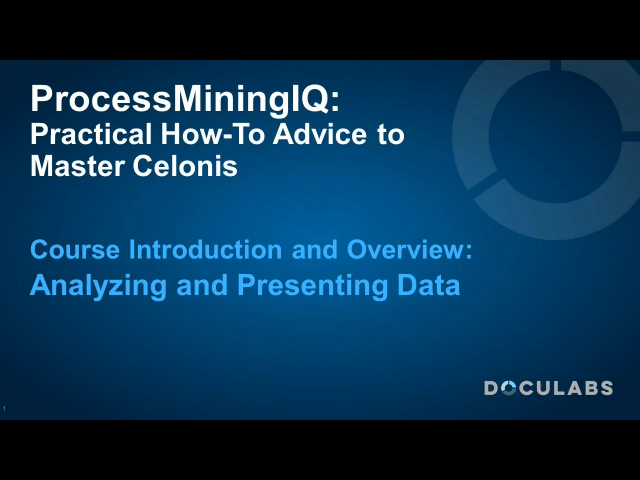 ProcessMiningIQ:
Practical How-To Advice to
Master Celonis
Course Introduction and Overview:
Analyzing and Presenting Data
DOCULABS
1